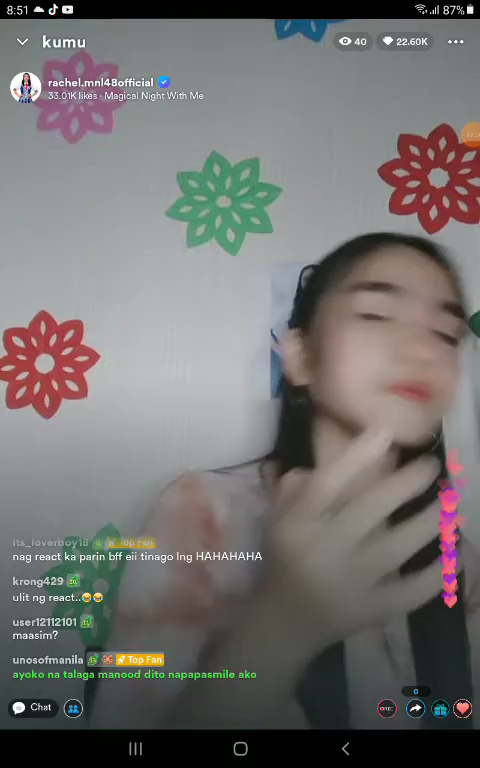 8:51
87%
kumu
40
22.60K
rachel.mnl48official
33.01K likes · Magical Night With Me
its_loverboy18 Top Fan
nag react ka parin bff eii tinago lng HAHAHAHA
krong429
ulit ng react..😂😂
user12112101
maasim?
unosofmanila Top Fan
ayoko na talaga manood dito napapasmile ako
Chat
0